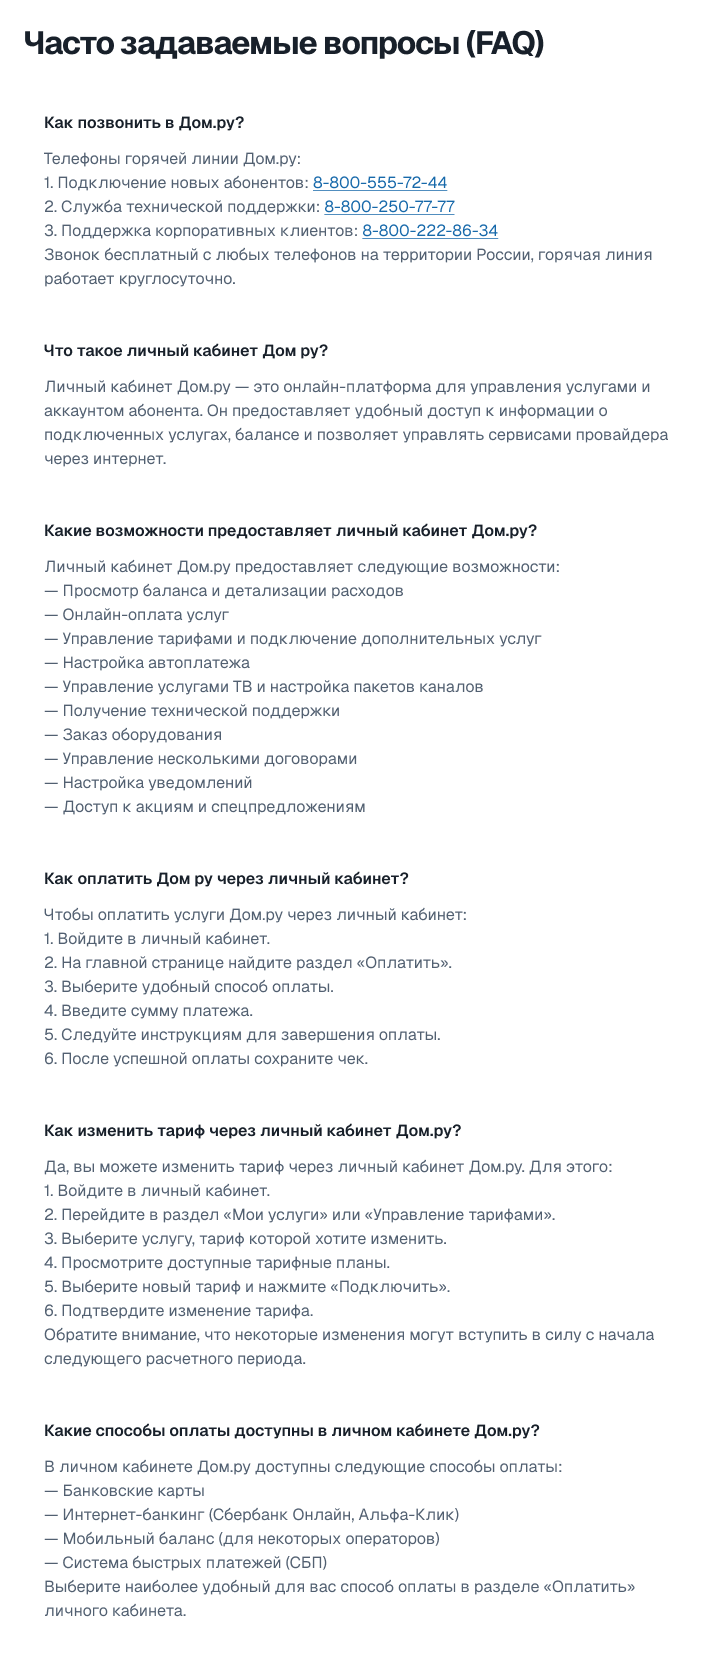 Часто задаваемые вопросы (FAQ)
Как позвонить в Дом.ру?
Телефоны горячей линии Дом.ру:
1. Подключение новых абонентов: 8-800-555-72-44
2. Служба технической поддержки: 8-800-250-77-77
3. Поддержка корпоративных клиентов: 8-800-222-86-34
Звонок бесплатный с любых телефонов на территории России, горячая линия
работает круглосуточно.
Что такое личный кабинет Дом ру?
Личный кабинет Дом.ру — это онлайн-платформа для управления услугами и
аккаунтом абонента. Он предоставляет удобный доступ к информации о
подключенных услугах, балансе и позволяет управлять сервисами провайдера
через интернет.
Какие возможности предоставляет личный кабинет Дом.ру?
Личный кабинет Дом.ру предоставляет следующие возможности:
— Просмотр баланса и детализации расходов
— Онлайн-оплата услуг
— Управление тарифами и подключение дополнительных услуг
— Настройка автоплатежа
— Управление услугами ТВ и настройка пакетов каналов
— Получение технической поддержки
— Заказ оборудования
— Управление несколькими договорами
— Настройка уведомлений
— Доступ к акциям и спецпредложениям
Как оплатить Дом ру через личный кабинет?
Чтобы оплатить услуги Дом.ру через личный кабинет:
1. Войдите в личный кабинет.
2. На главной странице найдите раздел «Оплатить».
3. Выберите удобный способ оплаты.
4. Введите сумму платежа.
5. Следуйте инструкциям для завершения оплаты.
6. После успешной оплаты сохраните чек.
Как изменить тариф через личный кабинет Дом.ру?
Да, вы можете изменить тариф через личный кабинет Дом.ру. Для этого:
1. Войдите в личный кабинет.
2. Перейдите в раздел «Мои услуги» или «Управление тарифами».
3. Выберите услугу, тариф которой хотите изменить.
4. Просмотрите доступные тарифные планы.
5. Выберите новый тариф и нажмите «Подключить».
6. Подтвердите изменение тарифа.
Обратите внимание, что некоторые изменения могут вступить в силу с начала
следующего расчетного периода.
Какие способы оплаты доступны в личном кабинете Дом.ру?
В личном кабинете Дом.ру доступны следующие способы оплаты:
— Банковские карты
— Интернет-банкинг (Сбербанк Онлайн, Альфа-Клик)
— Мобильный баланс (для некоторых операторов)
— Система быстрых платежей (СБП)
Выберите наиболее удобный для вас способ оплаты в разделе «Оплатить»
личного кабинета.